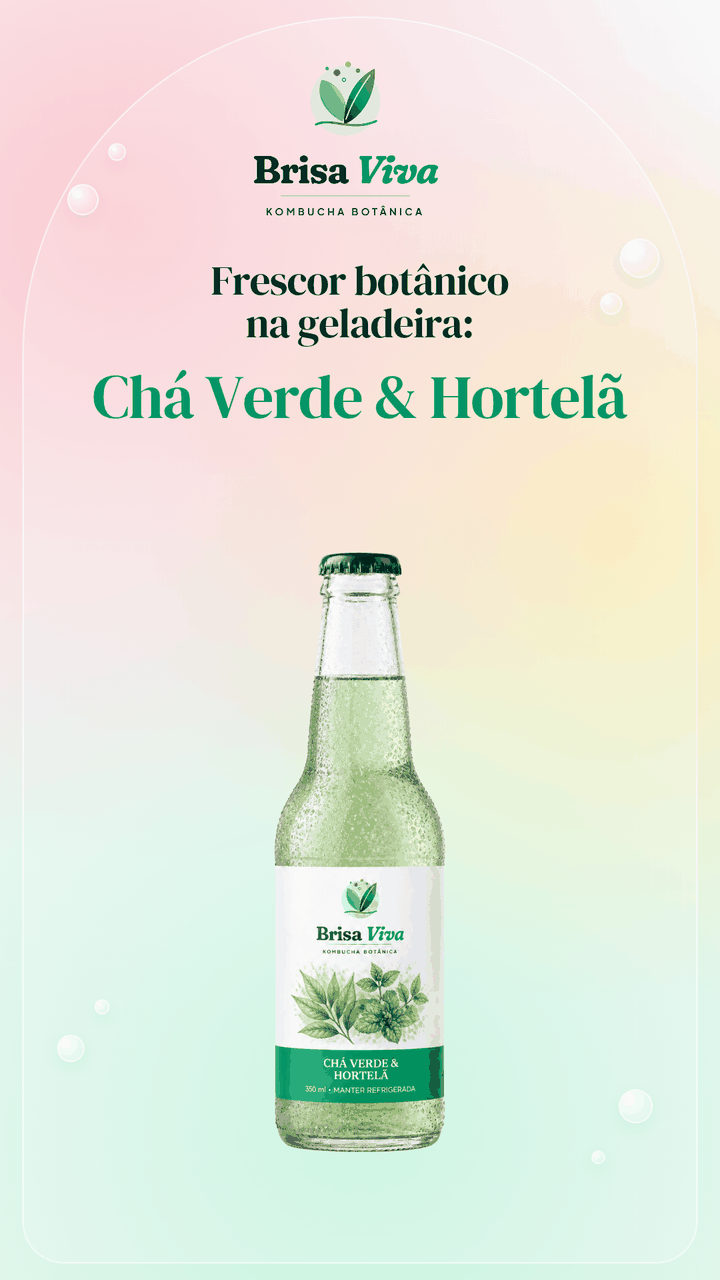 Brisa Viva
KOMBUCHA BOTÂNICA
Frescor botânico
na geladeira:
Chá Verde & Hortelã
Brisa Viva
KOMBUCHA BOTÂNICA
CHÁ VERDE &
HORTELÃ
350 ml • MANTER REFRIGERADA